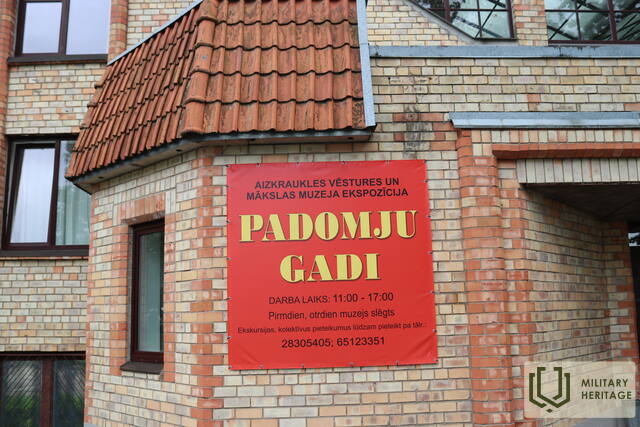 AIZKRAUKLES VĒSTURES UN
MĀKSLAS MUZEJA EKSPOZĪCIJA
PADOMJU
GADI
DARBA LAIKS: 11:00 - 17:00
Pirmdien, otrdien muzejs slēgts
Ekskursijas, kolektīvus pieteikumus lūdzam pieteikt pa tālr.:
28305405; 65123351
MILITARY
HERITAGE